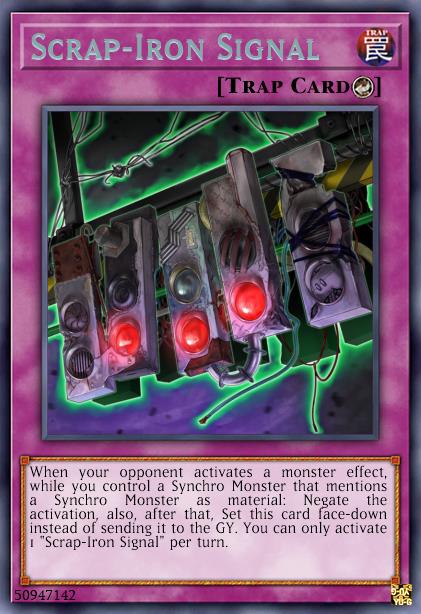 Scrap-Iron Signal
TRAP
罠
[Trap Card]
When your opponent activates a monster effect,
while you control a Synchro Monster that mentions
a Synchro Monster as material: Negate the
activation, also, after that, Set this card face-down
instead of sending it to the GY. You can only activate
1 "Scrap-Iron Signal" per turn.
50947142